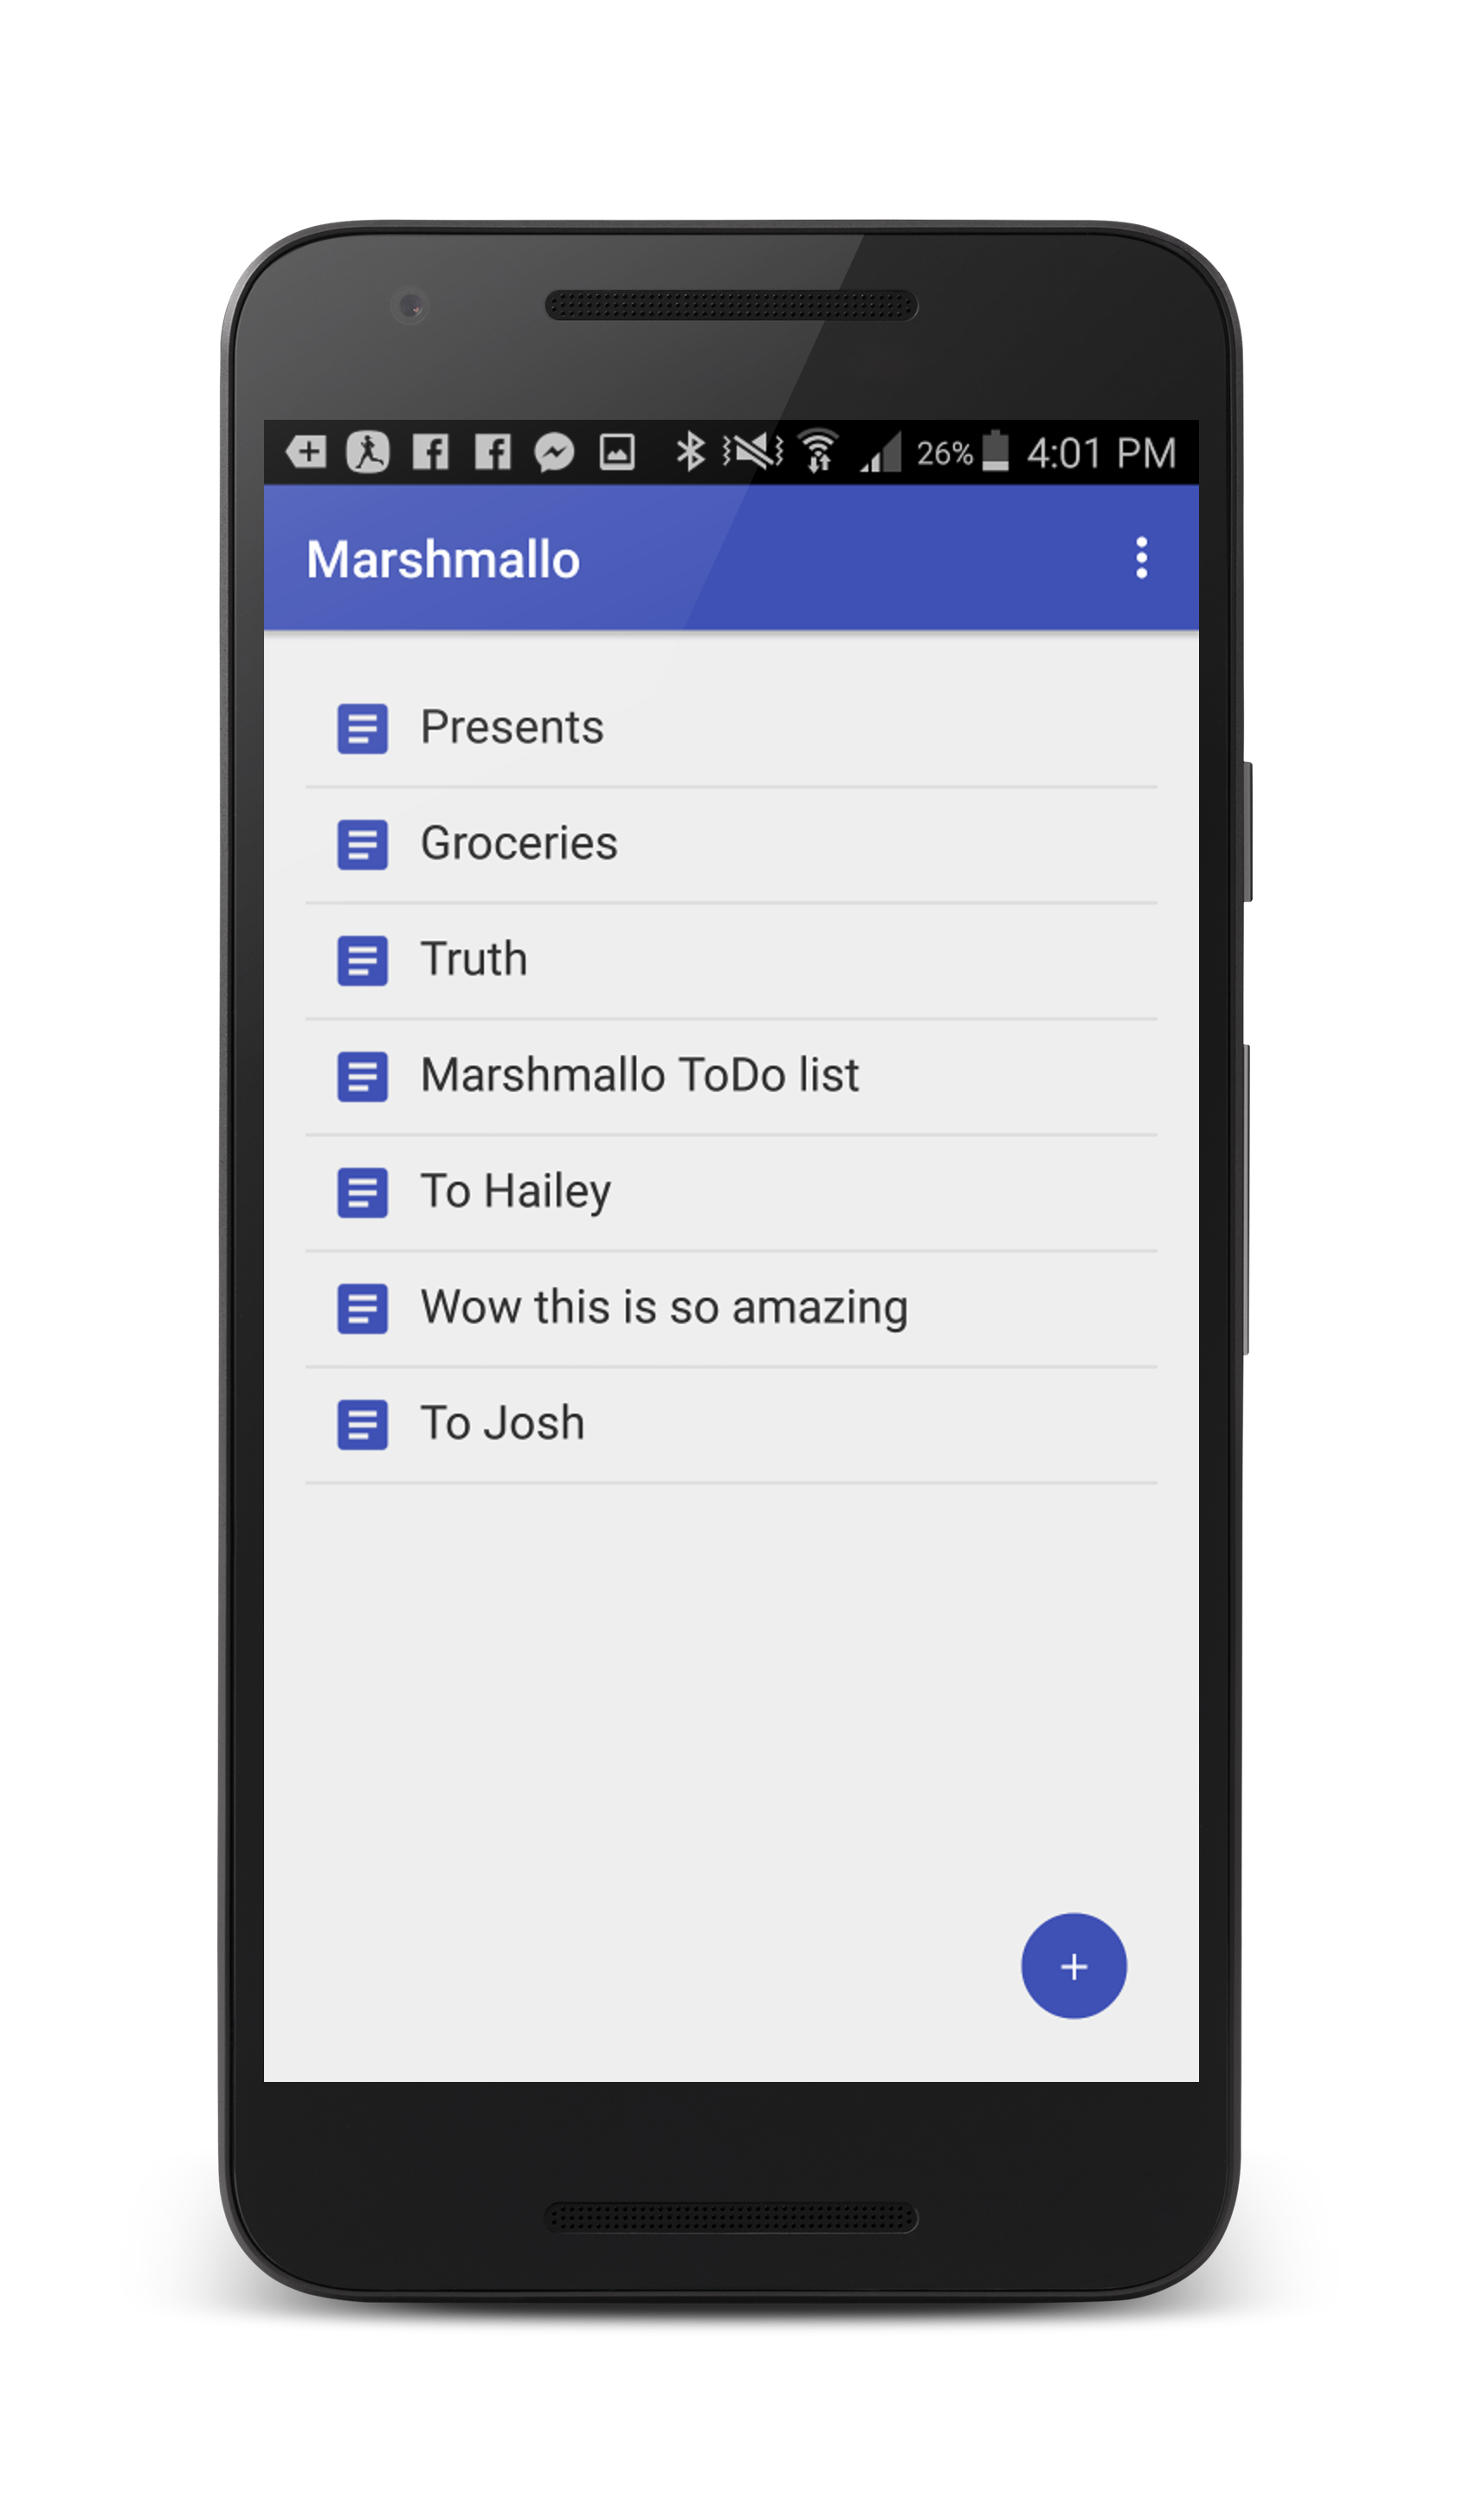 26% 4:01 PM
Marshmallo
Presents
Groceries
Truth
Marshmallo ToDo list
To Hailey
Wow this is so amazing
To Josh